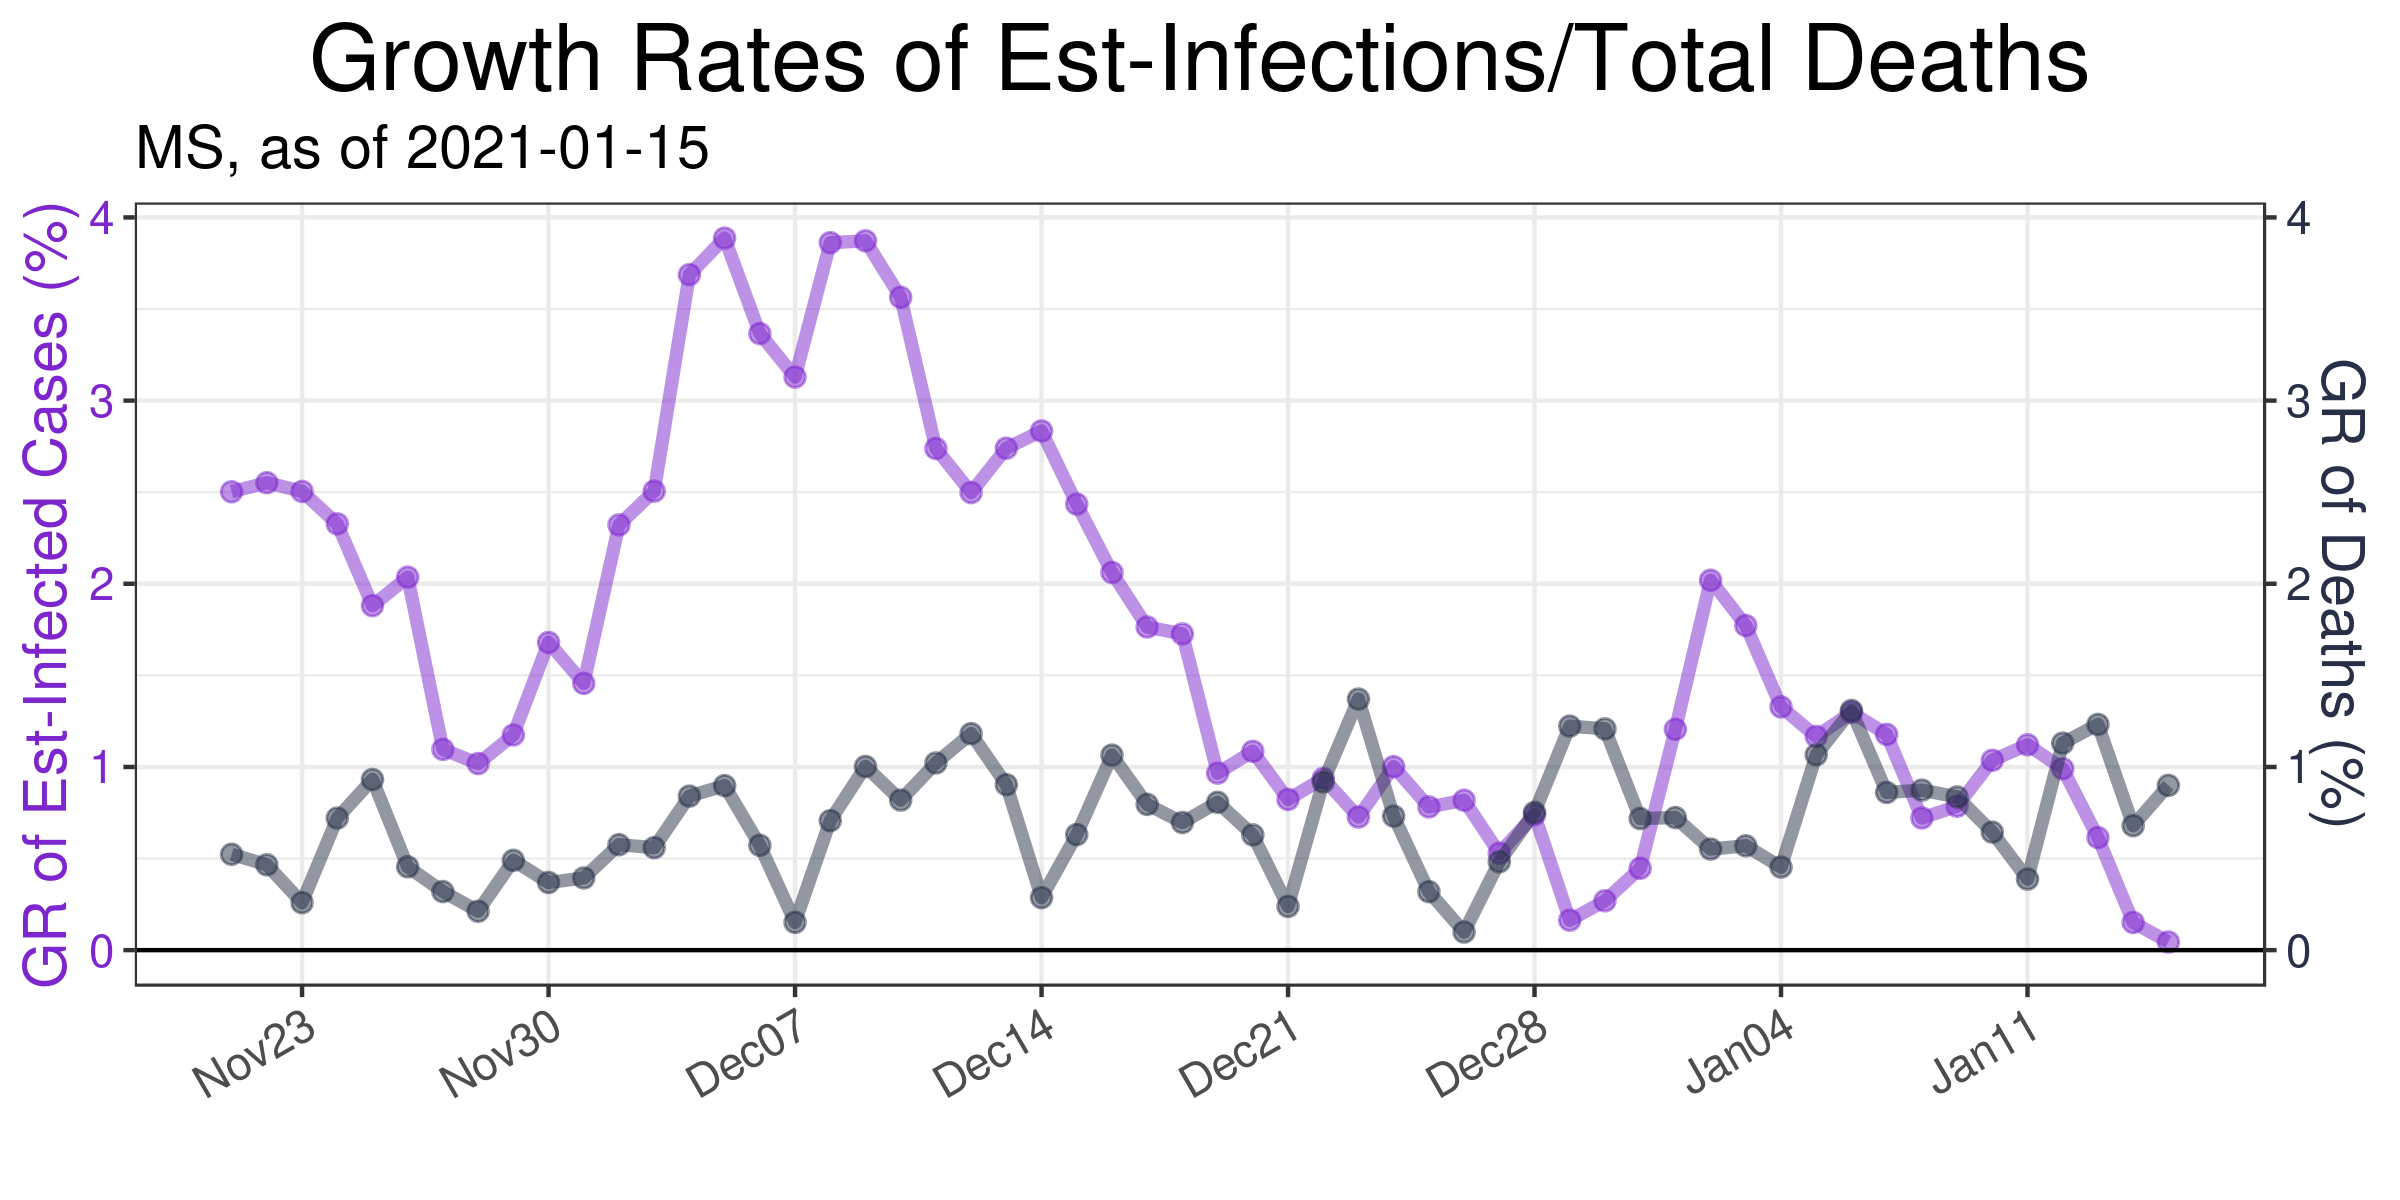 Growth Rates of Est-Infections/Total Deaths
MS, as of 2021-01-15
GR of Est-Infected Cases (%)
4
3
2
1
0
4
3
2
1
0
GR of Deaths (%)
Nov23
Nov30
Dec07
Dec14
Dec21
Dec28
Jan04
Jan11